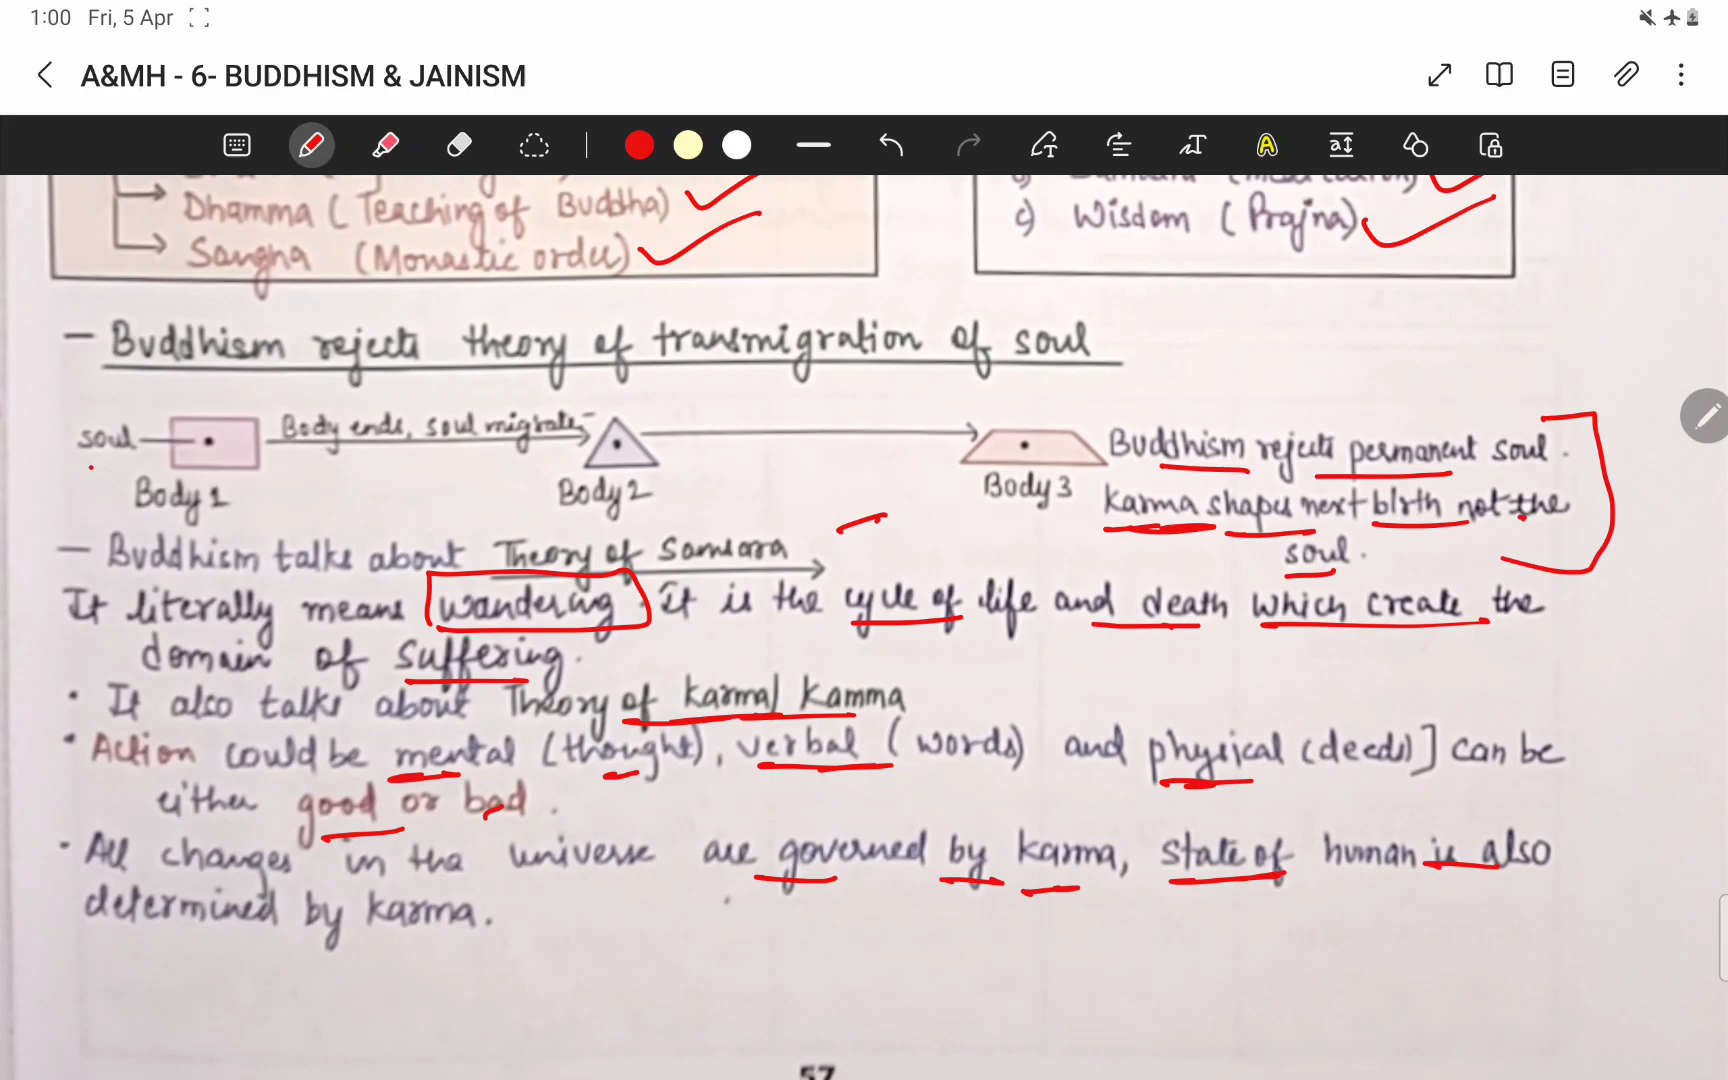 1:00 Fri, 5 Apr
A&MH - 6- BUDDHISM & JAINISM
Dhamma ( Teaching of Buddha)
Sangha (Monastic order)
c) Wisdom ( Prajna)
- Buddhism rejects theory of transmigration of soul
soul
Body ends, soul migrate
Body 1
Body 2
Body 3
Buddhism rejects permanent soul.
Karma shapes next birth not the
soul.
- Buddhism talks about Theory of Samsara
It literally means wandering. It is the cycle of life and death which create the
domain of suffering.
• It also talks about Theory of karma/ Kamma
• Action could be mental (thought), verbal ( words) and physical (deeds)] can be
either good or bad.
• All changes in the universe are governed by karma, state of human is also
determined by karma.
57